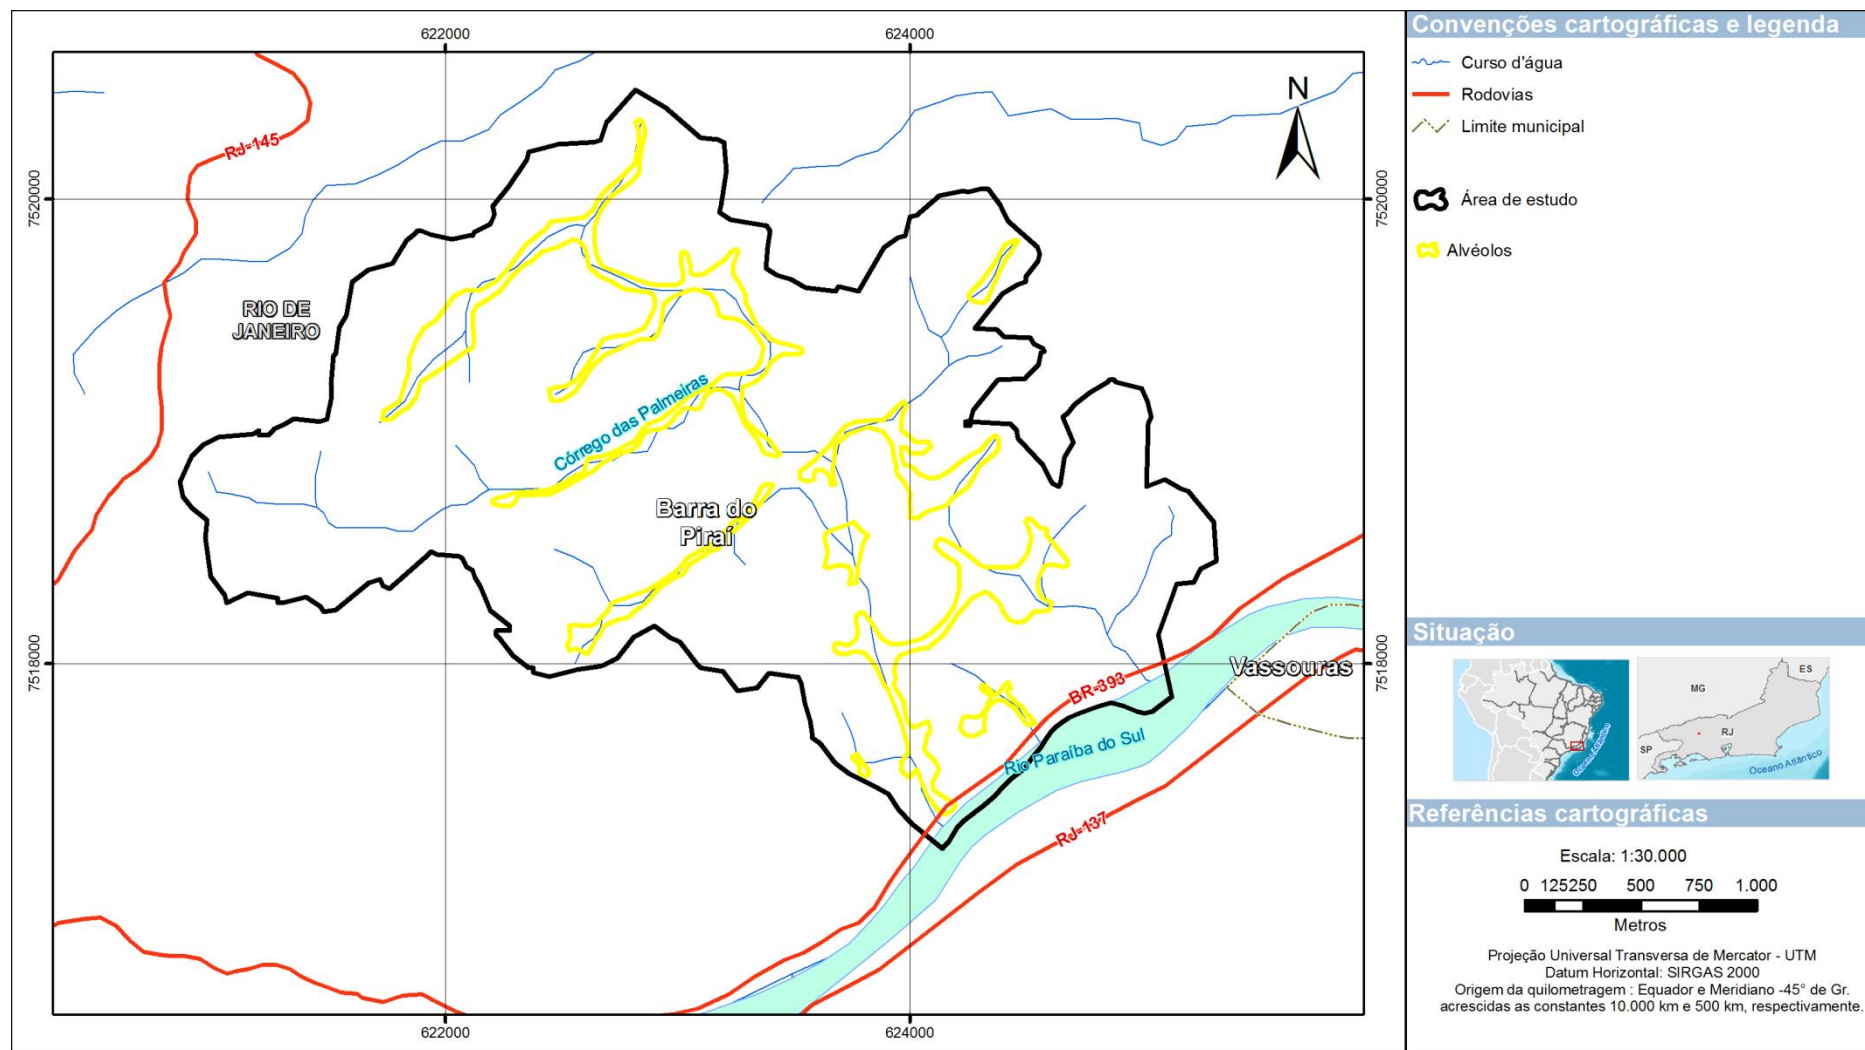 622000
624000
7520000
7520000
7518000
7518000
622000
624000
N
RJ-145
RIO DE
JANEIRO
Córrego das Palmeiras
Barra do
Piraí
Vassouras
BR-393
Rio Paraíba do Sul
RJ-137
Convenções cartográficas e legenda
Curso d'água
Rodovias
Limite municipal
Área de estudo
Alvéolos
Situação
Oceano Atlântico
MG
ES
RJ
SP
Oceano Atlântico
Referências cartográficas
Escala: 1:30.000
0 125250 500 750 1.000
Metros
Projeção Universal Transversa de Mercator - UTM
Datum Horizontal: SIRGAS 2000
Origem da quilometragem : Equador e Meridiano -45° de Gr.
acrescidas as constantes 10.000 km e 500 km, respectivamente.